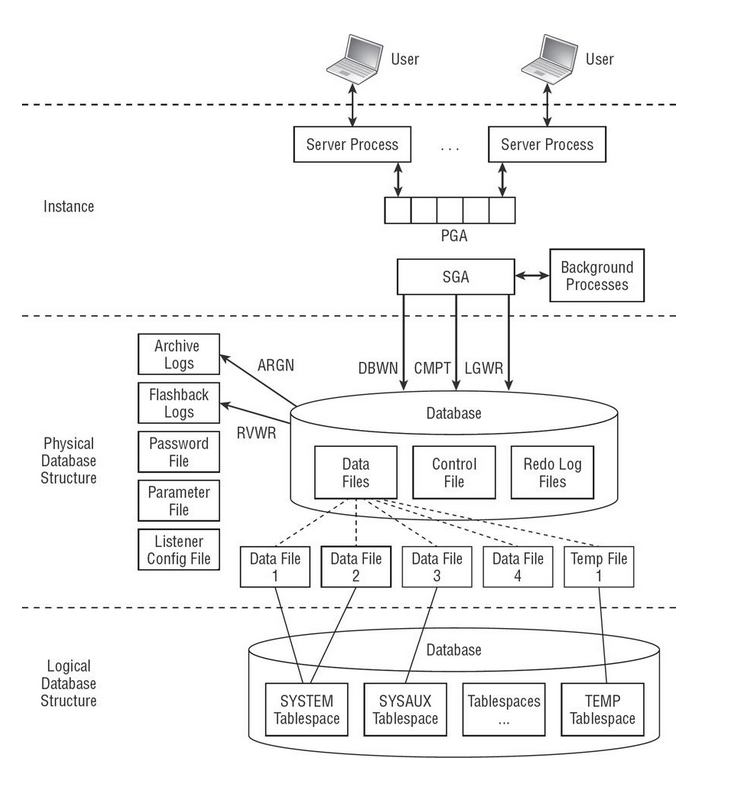 User
User
Server Process
. . .
Server Process
Instance
PGA
SGA
Background
Processes
Archive
Logs
ARGN
DBWN
CMPT
LGWR
Flashback
Logs
RVWR
Database
Physical
Database
Structure
Password
File
Data
Files
Control
File
Redo Log
Files
Parameter
File
Listener
Config File
Data File
1
Data File
2
Data File
3
Data File
4
Temp File
1
Logical
Database
Structure
Database
SYSTEM
Tablespace
SYSAUX
Tablespace
Tablespaces
...
TEMP
Tablespace